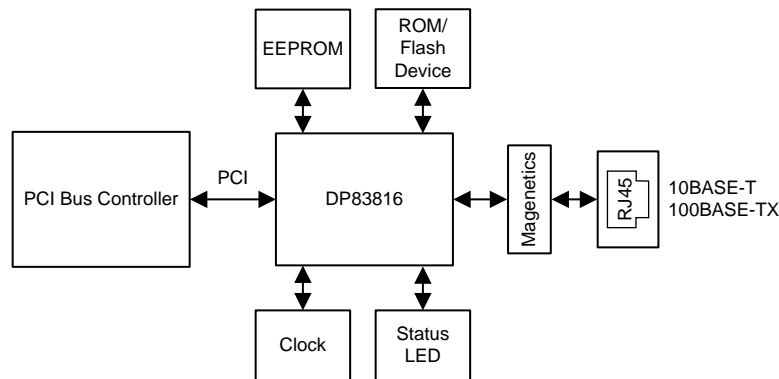 EEPROM
ROM/
Flash
Device
PCI Bus Controller
PCI
DP83816
Magenetics
RJ45
10BASE-T
100BASE-TX
Clock
Status
LED